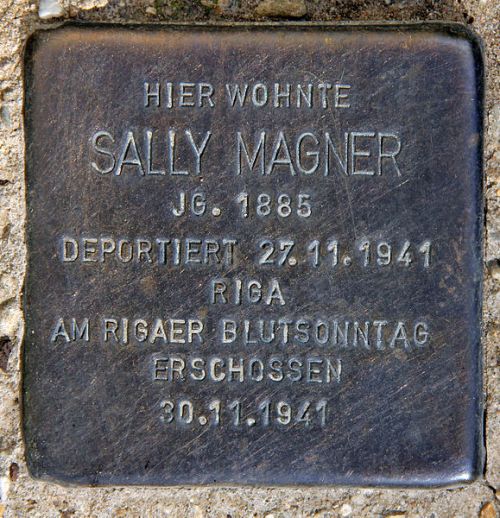 HIER WOHNTE
SALLY MAGNER
JG. 1885
DEPORTIERT 27.11.1941
RIGA
AM RIGAER BLUTSONNTAG
ERSCHOSSEN
30.11.1941